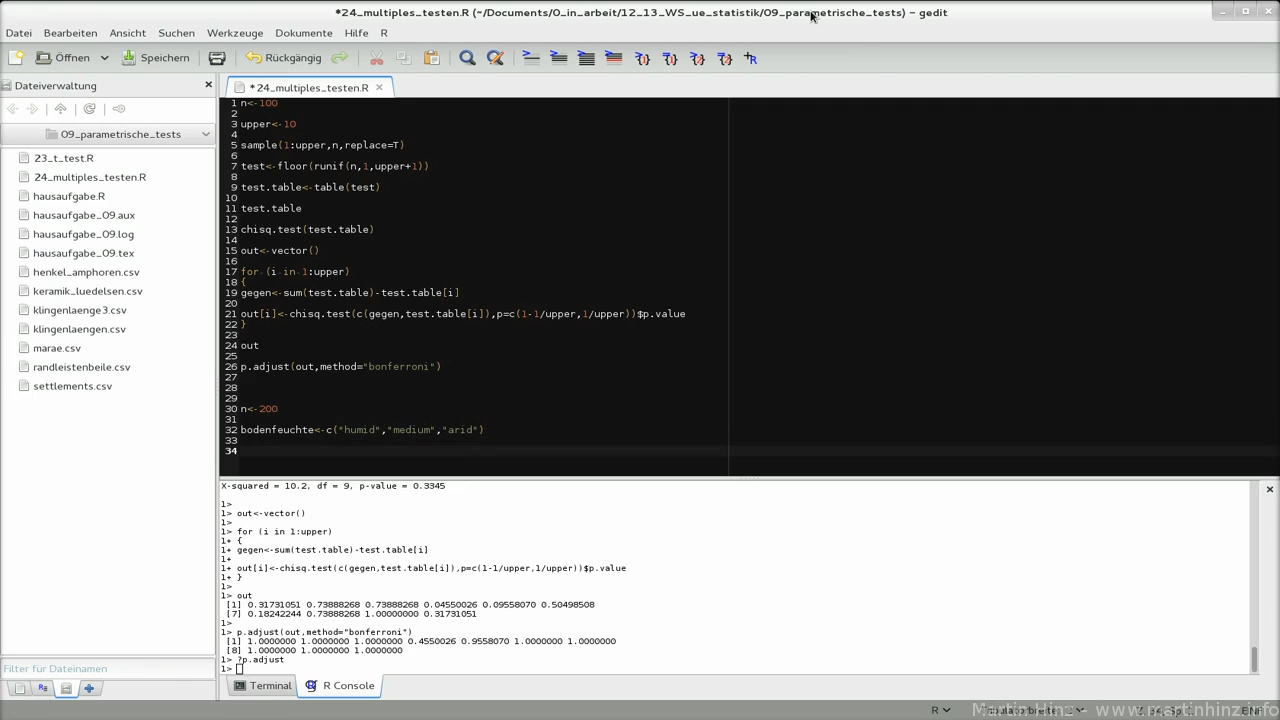 *24_multiples_testen.R (~/Documents/0_in_arbeit/12_13_WS_ue_statistik/09_parametrische_tests) – gedit
Datei Bearbeiten Ansicht Suchen Werkzeuge Dokumente Hilfe R
Öffnen Speichern Rückgängig
Dateiverwaltung
09_parametrische_tests
23_t_test.R
24_multiples_testen.R
hausaufgabe.R
hausaufgabe_09.aux
hausaufgabe_09.log
hausaufgabe_09.tex
henkel_amphoren.csv
keramik_luedelsen.csv
klingenlaenge3.csv
klingenlaengen.csv
marae.csv
randleistenbeile.csv
settlements.csv
Filter für Dateinamen
*24_multiples_testen.R
1 n<-100
2
3 upper<-10
4
5 sample(1:upper,n,replace=T)
6
7 test<-floor(runif(n,1,upper+1))
8
9 test.table<-table(test)
10
11 test.table
12
13 chisq.test(test.table)
14
15 out<-vector()
16
17 for (i in 1:upper)
18 {
19 gegen<-sum(test.table)-test.table[i]
20
21 out[i]<-chisq.test(c(gegen,test.table[i]),p=c(1-1/upper,1/upper))$p.value
22 }
23
24 out
25
26 p.adjust(out,method="bonferroni")
27
28
29
30 n<-200
31
32 bodenfeuchte<-c("humid","medium","arid")
33
34
X-squared = 10.2, df = 9, p-value = 0.3345
1>
1> out<-vector()
1>
1> for (i in 1:upper)
1+ {
1+ gegen<-sum(test.table)-test.table[i]
1+
1+ out[i]<-chisq.test(c(gegen,test.table[i]),p=c(1-1/upper,1/upper))$p.value
1+ }
1>
1> out
[1] 0.31731051 0.73888268 0.73888268 0.04550026 0.09558070 0.50498508
[7] 0.18242244 0.73888268 1.00000000 0.31731051
1>
1> p.adjust(out,method="bonferroni")
[1] 1.0000000 1.0000000 1.0000000 0.4550026 0.9558070 1.0000000 1.0000000
[8] 1.0000000 1.0000000 1.0000000
1> ?p.adjust
1>
Terminal R Console
R
Martin Hinz - www.martinhinz.info